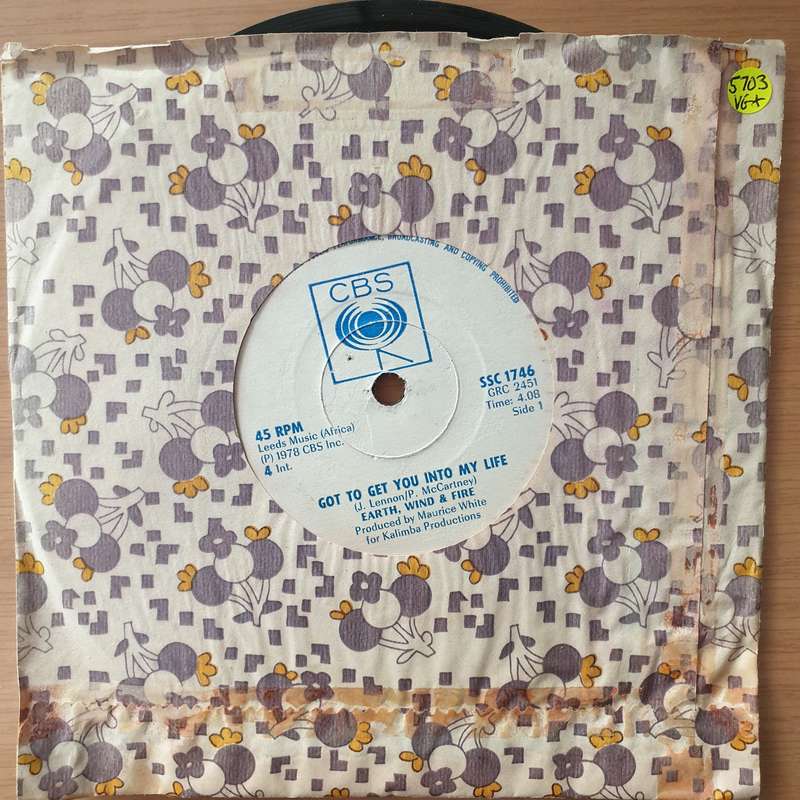 5703
VG+
PERFORMANCE, BROADCASTING AND COPYING PROHIBITED
CBS
SSC 1746
GRC 2451
Time: 4.08
Side 1
45 RPM
Leeds Music (Africa)
(P) 1978 CBS Inc.
4 Int.
GOT TO GET YOU INTO MY LIFE
(J. Lennon/P. McCartney)
EARTH, WIND & FIRE
Produced by Maurice White
for Kalimba Productions